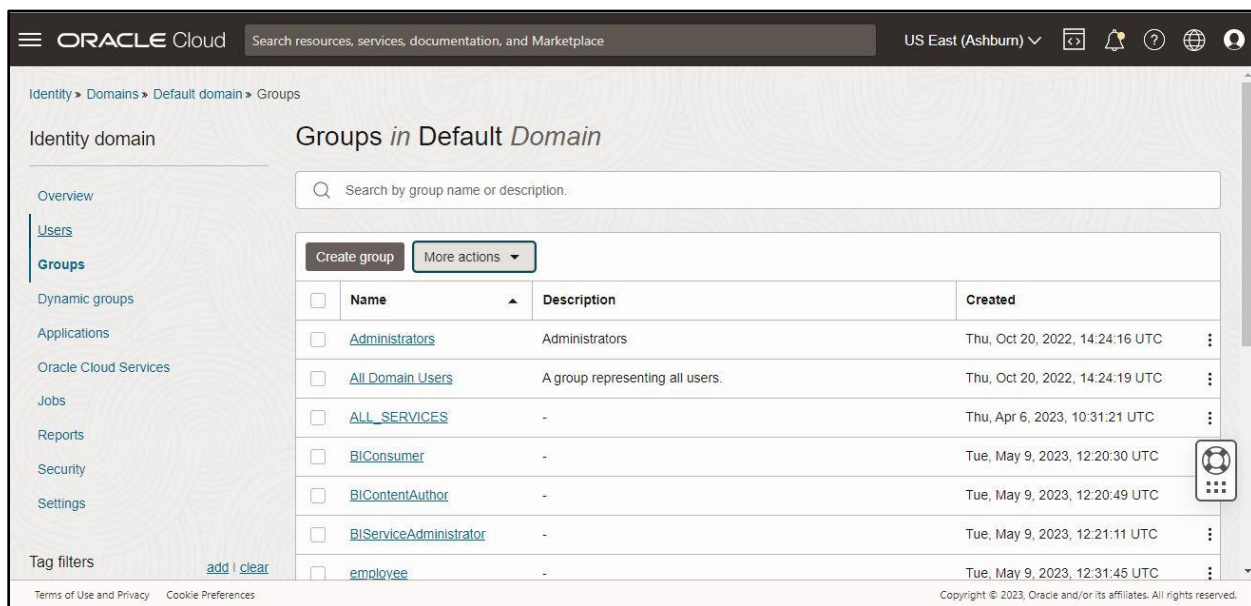 ORACLE Cloud
Search resources, services, documentation, and Marketplace
US East (Ashburn)
Identity » Domains » Default domain » Groups
Identity domain
Overview
Users
Groups
Dynamic groups
Applications
Oracle Cloud Services
Jobs
Reports
Security
Settings
Tag filters
add | clear
Groups in Default Domain
Search by group name or description.
Create group
More actions
Name Description Created
Administrators Administrators Thu, Oct 20, 2022, 14:24:16 UTC
All Domain Users A group representing all users. Thu, Oct 20, 2022, 14:24:19 UTC
ALL_SERVICES - Thu, Apr 6, 2023, 10:31:21 UTC
BIConsumer - Tue, May 9, 2023, 12:20:30 UTC
BIContentAuthor - Tue, May 9, 2023, 12:20:49 UTC
BIServiceAdministrator - Tue, May 9, 2023, 12:21:11 UTC
employee - Tue, May 9, 2023, 12:31:45 UTC
Terms of Use and Privacy Cookie Preferences
Copyright © 2023, Oracle and/or its affiliates. All rights reserved.